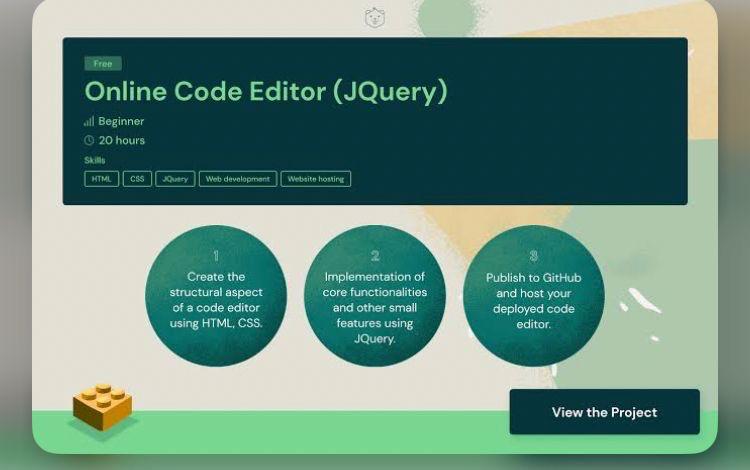 Free
Online Code Editor (JQuery)
Beginner
20 hours
Skills
HTML
CSS
JQuery
Web development
Website hosting
1
Create the
structural aspect
of a code editor
using HTML, CSS.
2
Implementation of
core functionalities
and other small
features using
JQuery.
3
Publish to GitHub
and host your
deployed code
editor.
View the Project